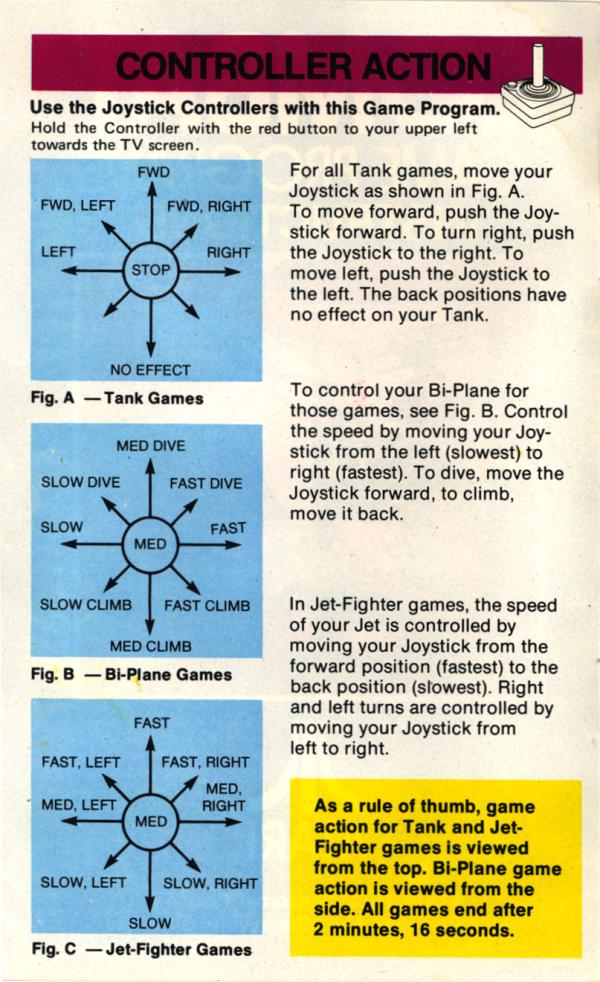 CONTROLLER ACTION
Use the Joystick Controllers with this Game Program.
Hold the Controller with the red button to your upper left
towards the TV screen.
FWD
FWD, LEFT
FWD, RIGHT
LEFT
RIGHT
STOP
NO EFFECT
Fig. A — Tank Games
For all Tank games, move your
Joystick as shown in Fig. A.
To move forward, push the Joy-
stick forward. To turn right, push
the Joystick to the right. To
move left, push the Joystick to
the left. The back positions have
no effect on your Tank.
MED DIVE
SLOW DIVE
FAST DIVE
SLOW
FAST
MED
SLOW CLIMB
FAST CLIMB
MED CLIMB
Fig. B — Bi-Plane Games
To control your Bi-Plane for
those games, see Fig. B. Control
the speed by moving your Joy-
stick from the left (slowest) to
right (fastest). To dive, move the
Joystick forward, to climb,
move it back.
FAST
FAST, LEFT
FAST, RIGHT
MED, LEFT
MED,
RIGHT
MED
SLOW, LEFT
SLOW, RIGHT
SLOW
Fig. C — Jet-Fighter Games
In Jet-Fighter games, the speed
of your Jet is controlled by
moving your Joystick from the
forward position (fastest) to the
back position (slowest). Right
and left turns are controlled by
moving your Joystick from
left to right.
As a rule of thumb, game
action for Tank and Jet-
Fighter games is viewed
from the top. Bi-Plane game
action is viewed from the
side. All games end after
2 minutes, 16 seconds.